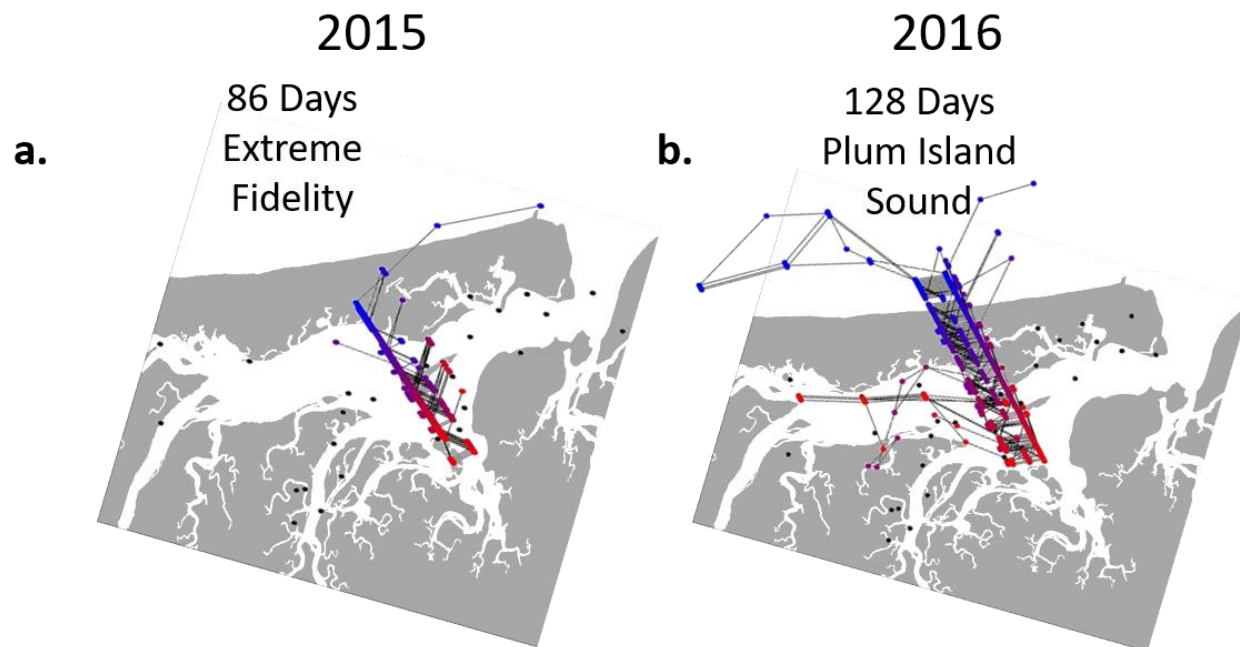 2015
2016
86 Days
Extreme
Fidelity
128 Days
Plum Island
Sound
a.
b.